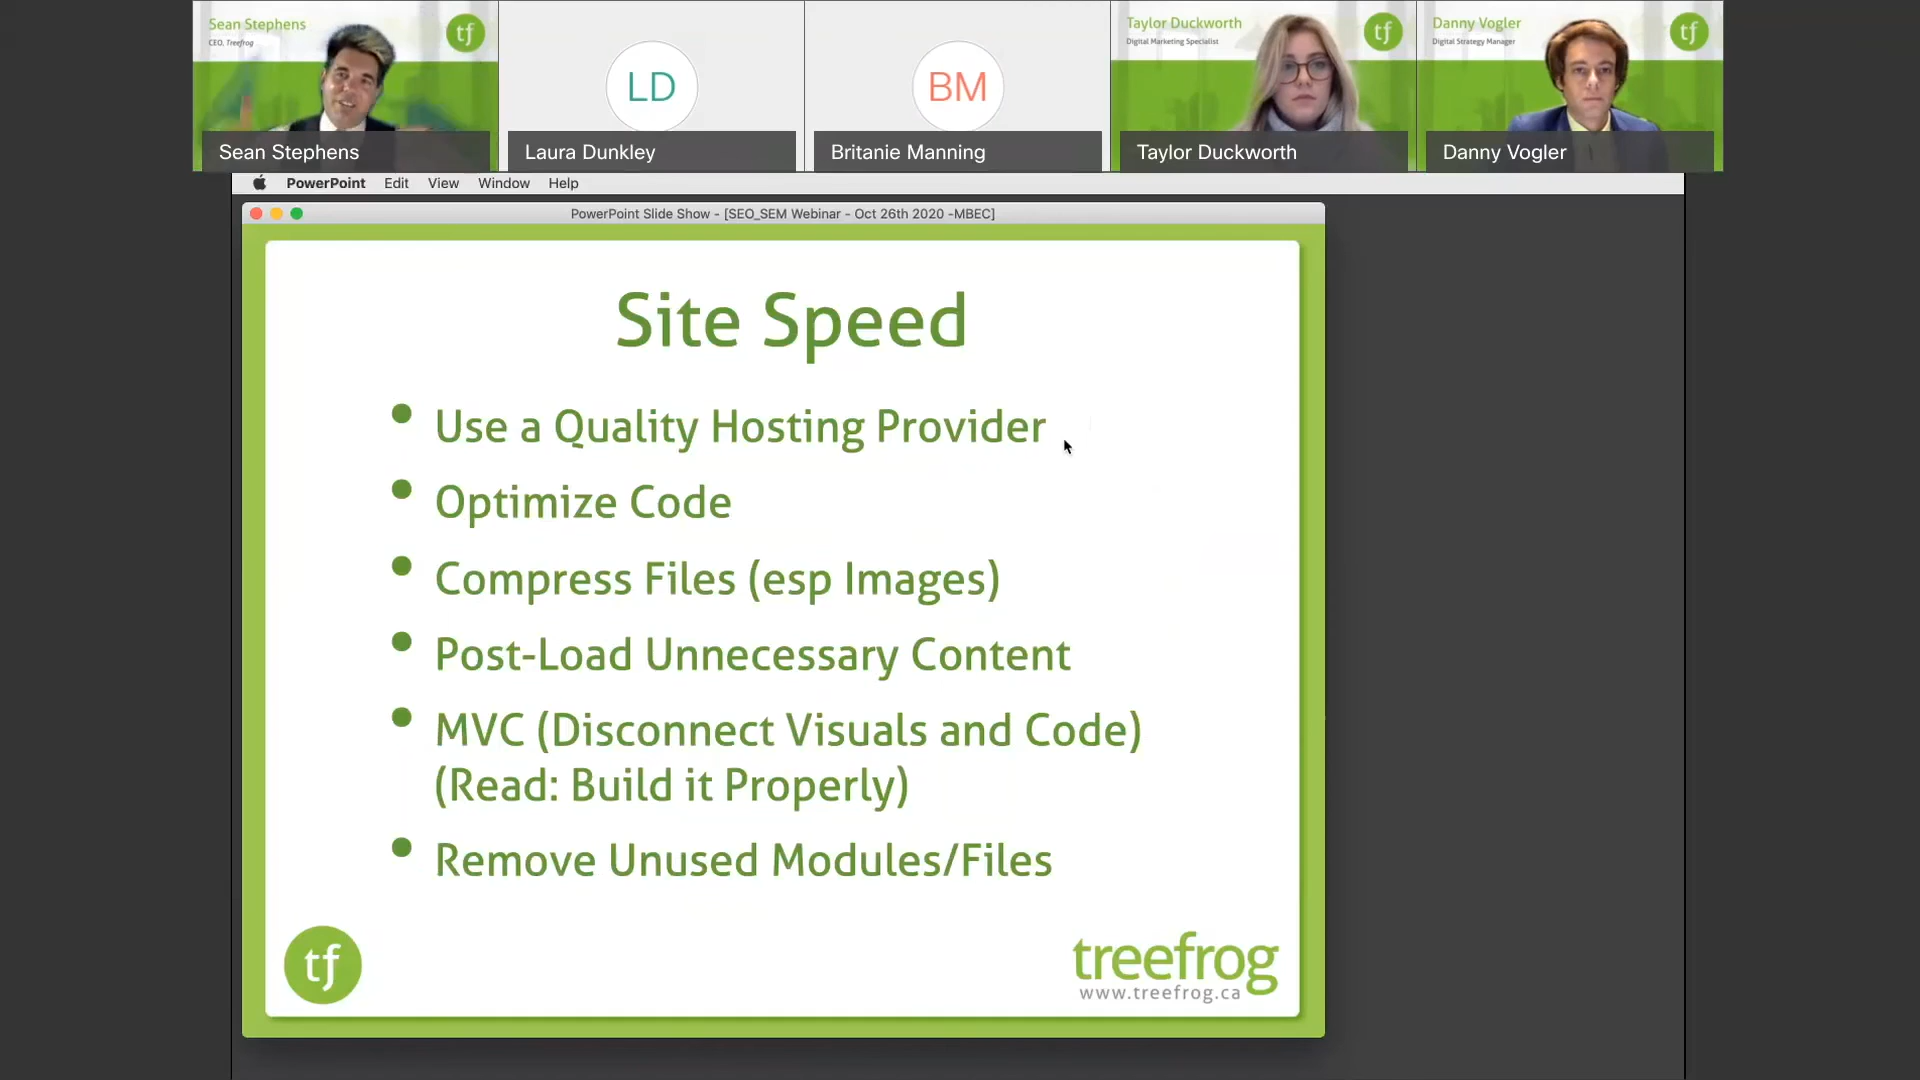 Sean Stephens
CEO, Treefrog
tf
Sean Stephens
LD
Laura Dunkley
BM
Britanie Manning
Taylor Duckworth
Digital Marketing Specialist
tf
Taylor Duckworth
Danny Vogler
Digital Strategy Manager
tf
Danny Vogler
PowerPoint Edit View Window Help
PowerPoint Slide Show - [SEO_SEM Webinar - Oct 26th 2020 -MBEC]
Site Speed
• Use a Quality Hosting Provider
• Optimize Code
• Compress Files (esp Images)
• Post-Load Unnecessary Content
• MVC (Disconnect Visuals and Code)
(Read: Build it Properly)
• Remove Unused Modules/Files
tf
treefrog
www.treefrog.ca